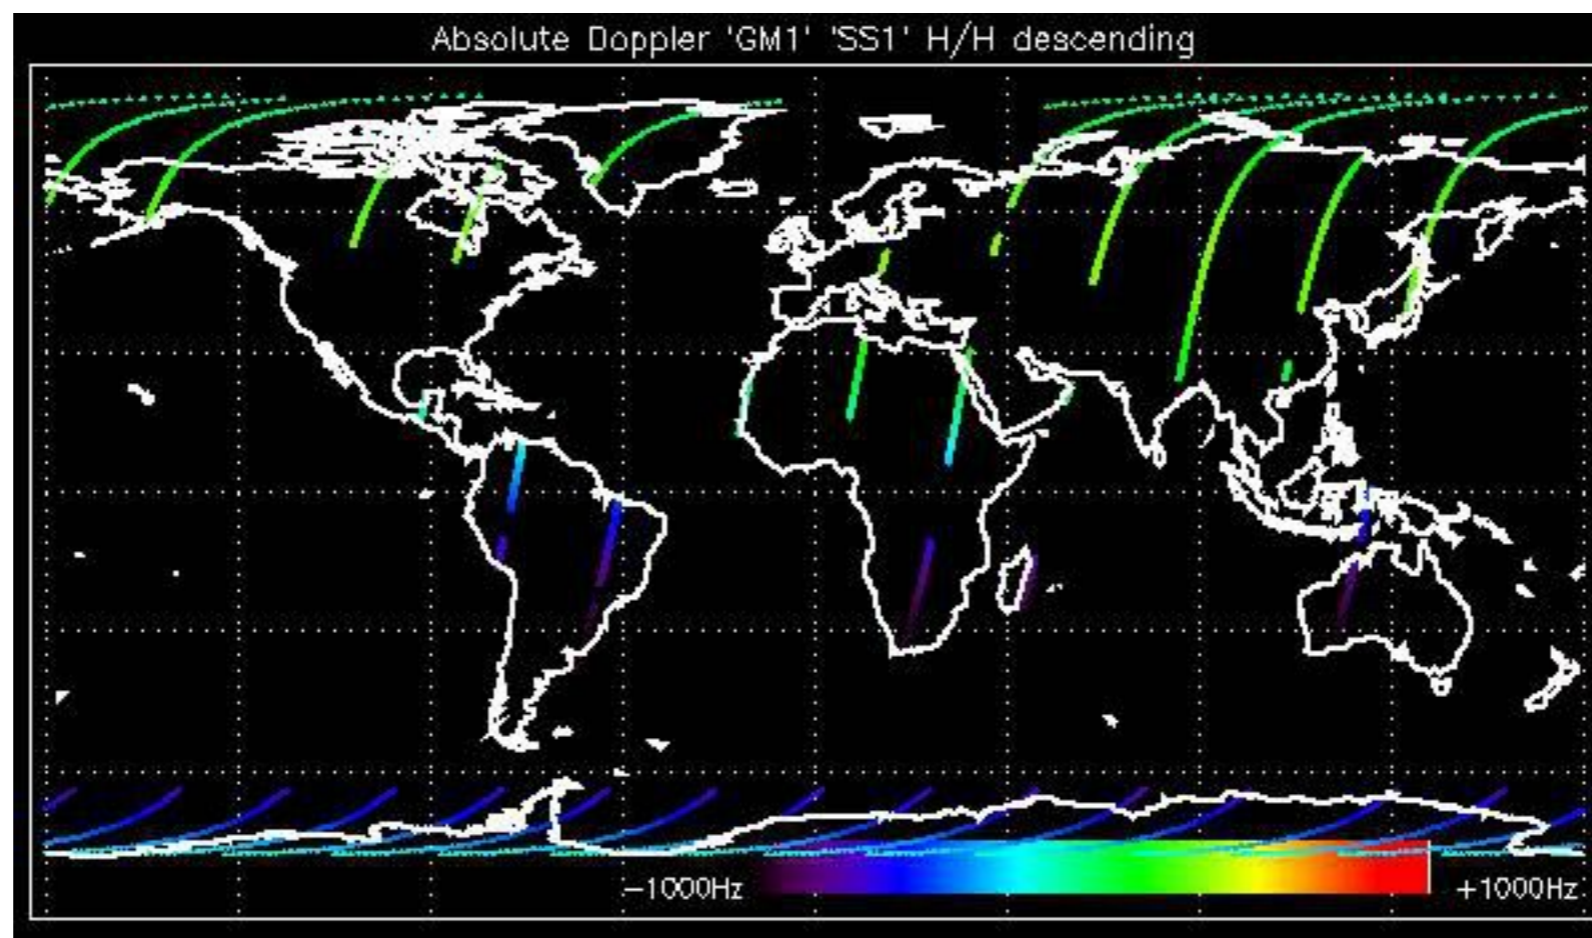 Absolute Doppler 'GM1' 'SS1' H/H descending
-1000Hz
+1000Hz